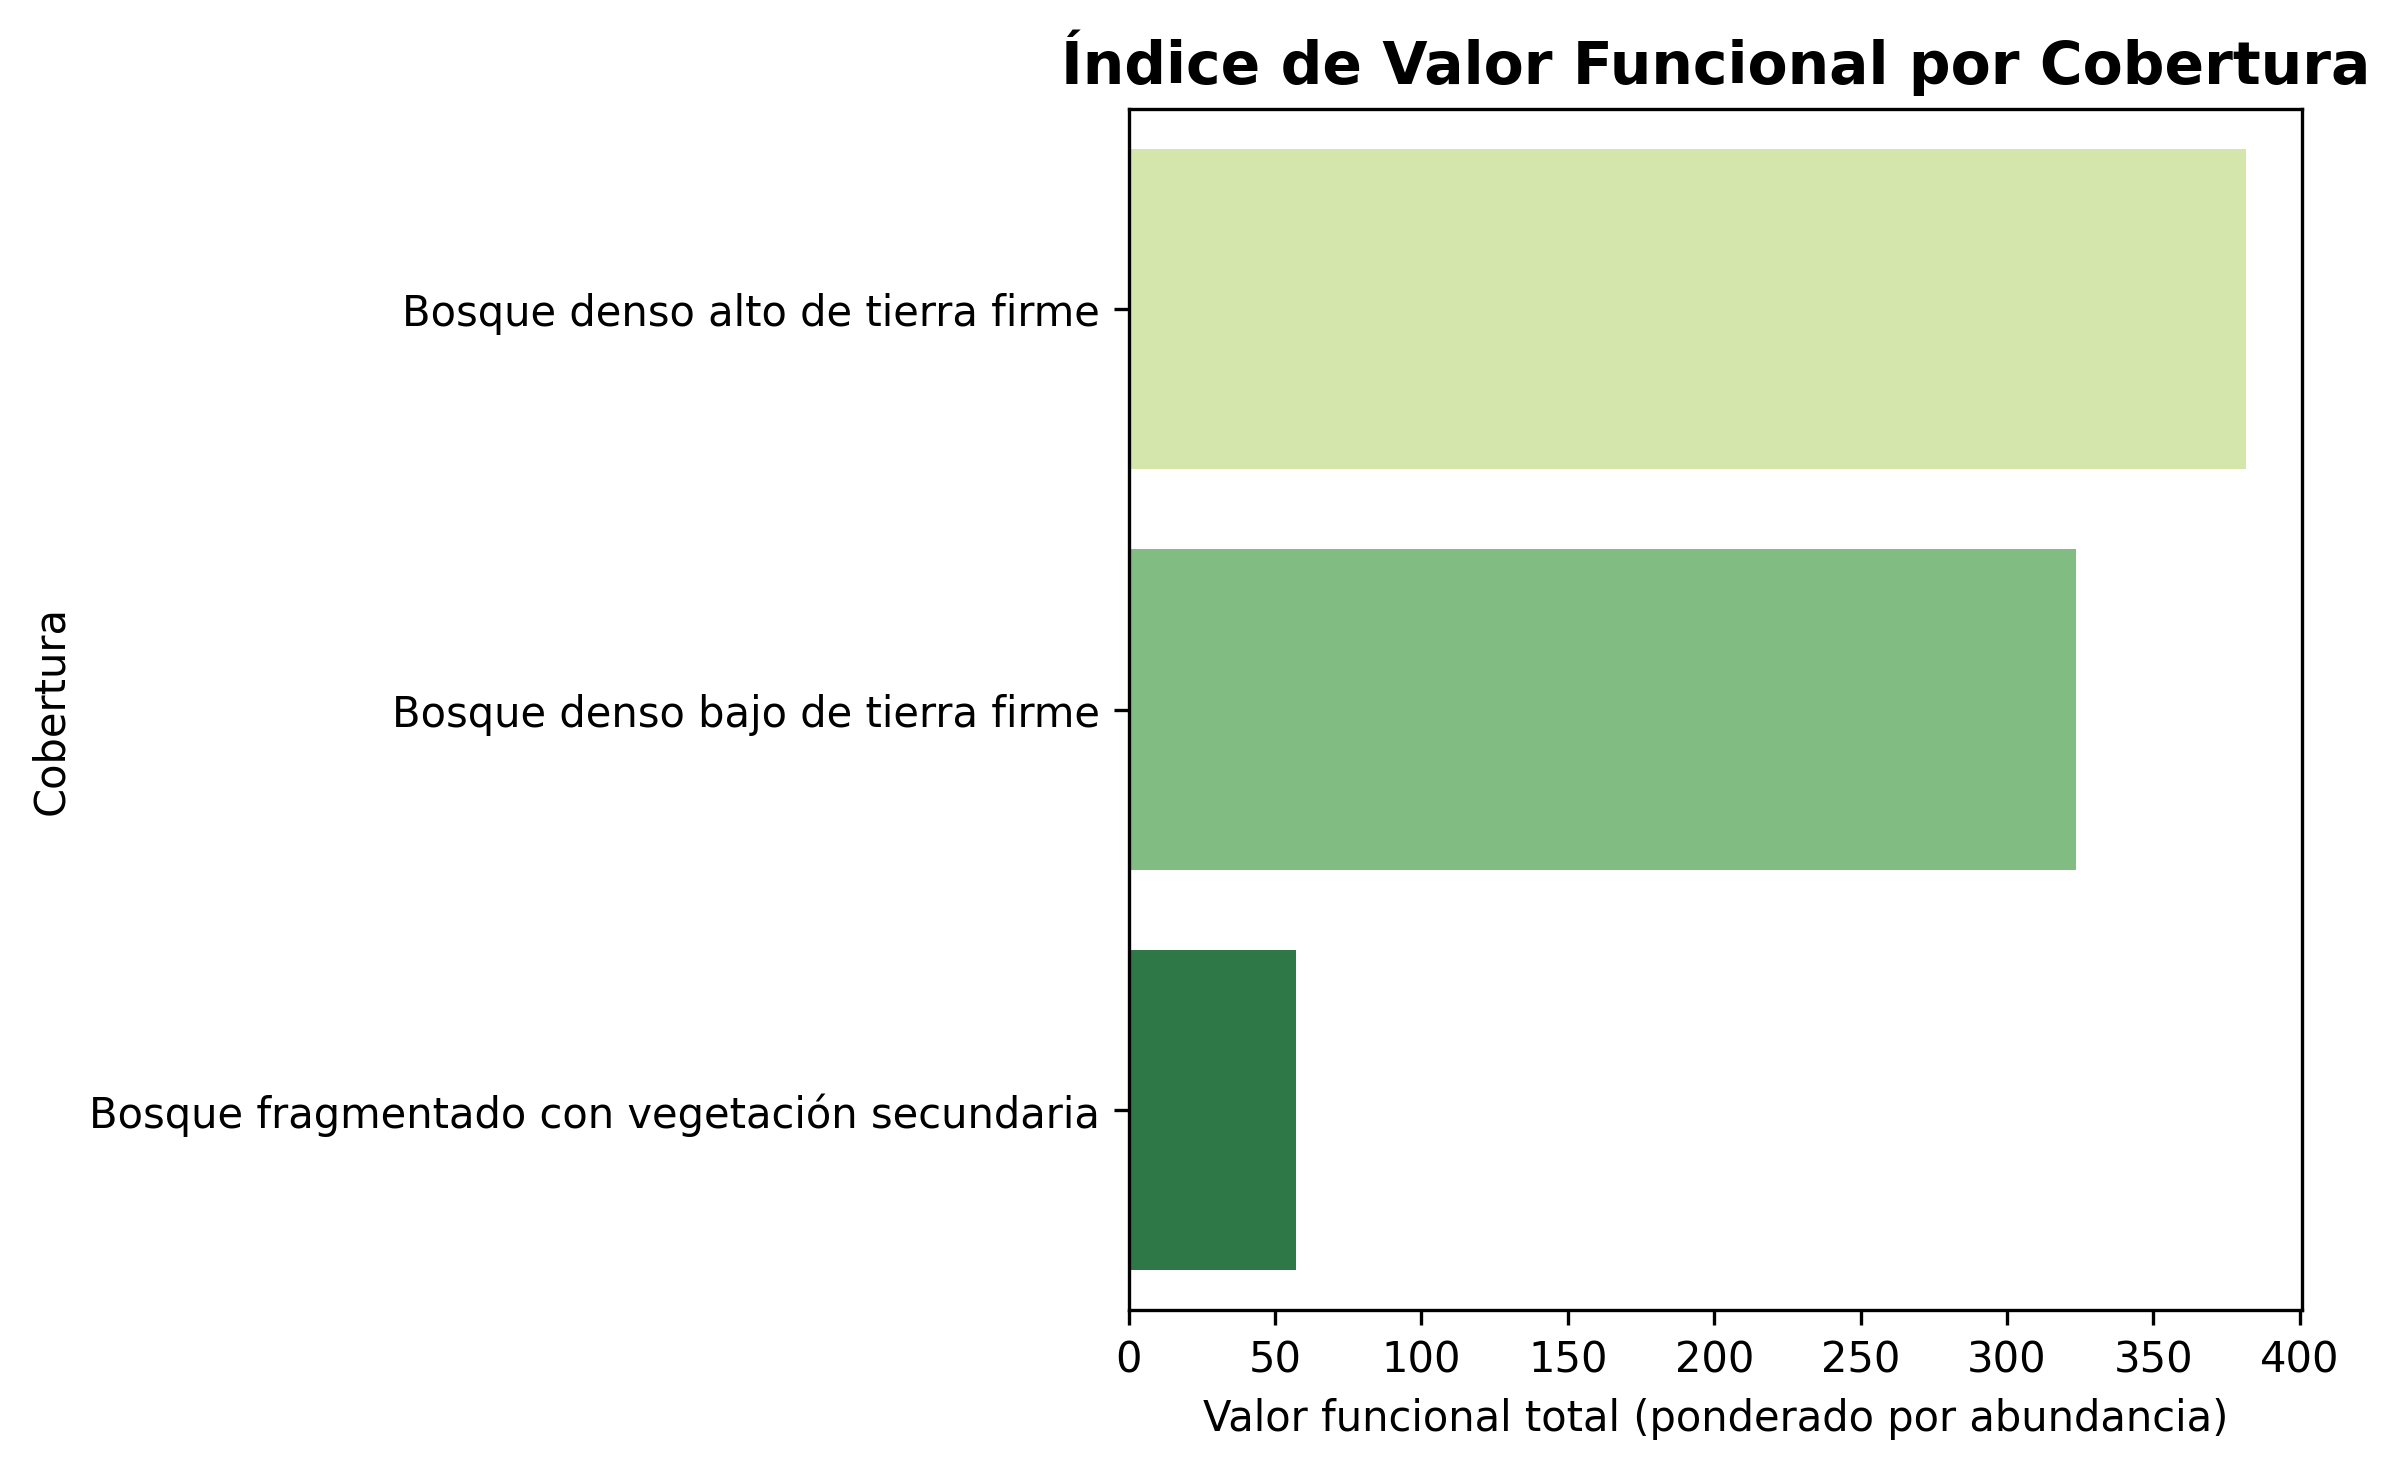 Índice de Valor Funcional por Cobertura
Bosque denso alto de tierra firme
Bosque denso bajo de tierra firme
Bosque fragmentado con vegetación secundaria
Cobertura
0 50 100 150 200 250 300 350 400
Valor funcional total (ponderado por abundancia)